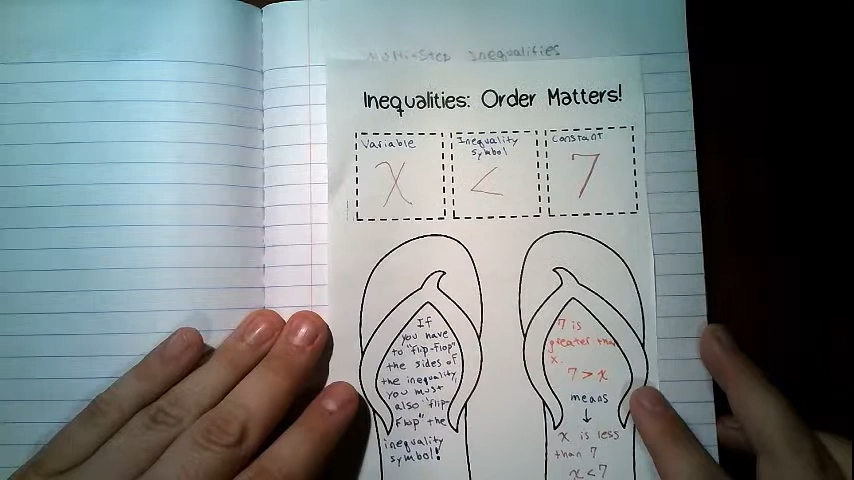 Multi-Step Inequalities
Inequalities: Order Matters!
Variable
x
Inequality
symbol
<
Constant
7
If
you have
to "flip-flop"
the sides of
the inequality,
you must
also "flip-
flop" the
inequality
symbol!
7 is
greater than
x.
7 > x
means
↓
x is less
than 7
x < 7